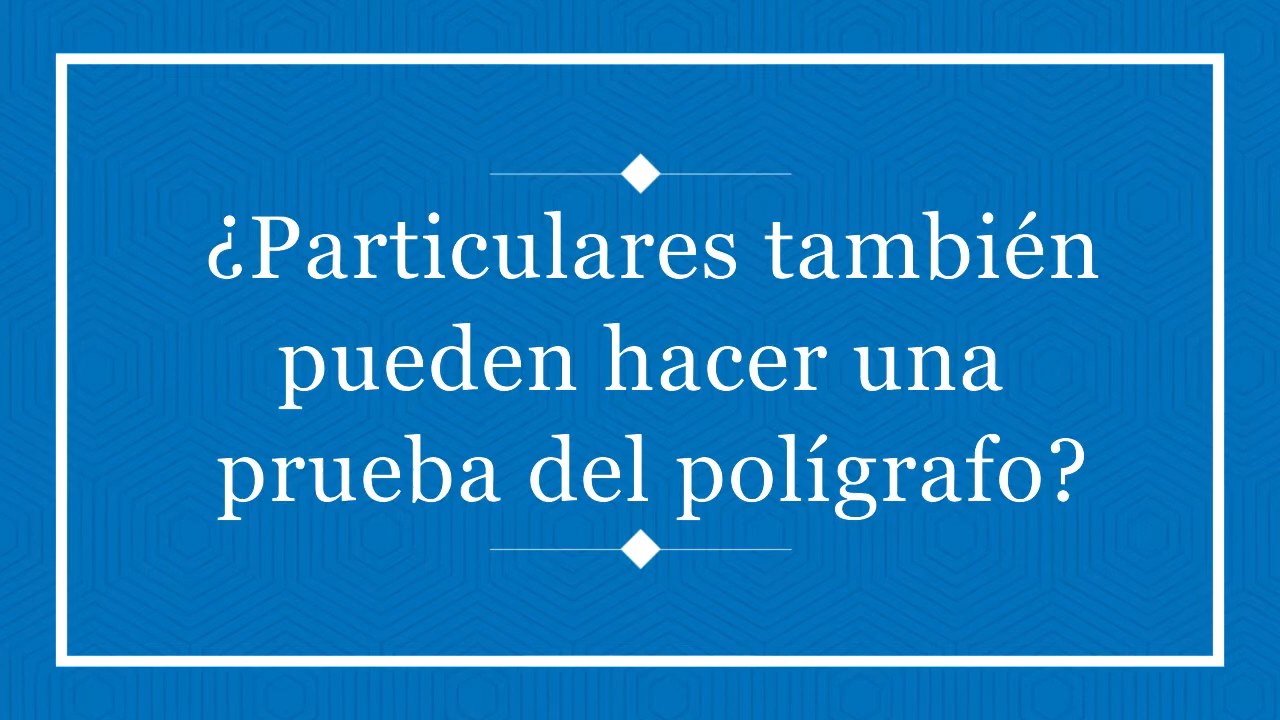 ¿Particulares también
pueden hacer una
prueba del polígrafo?